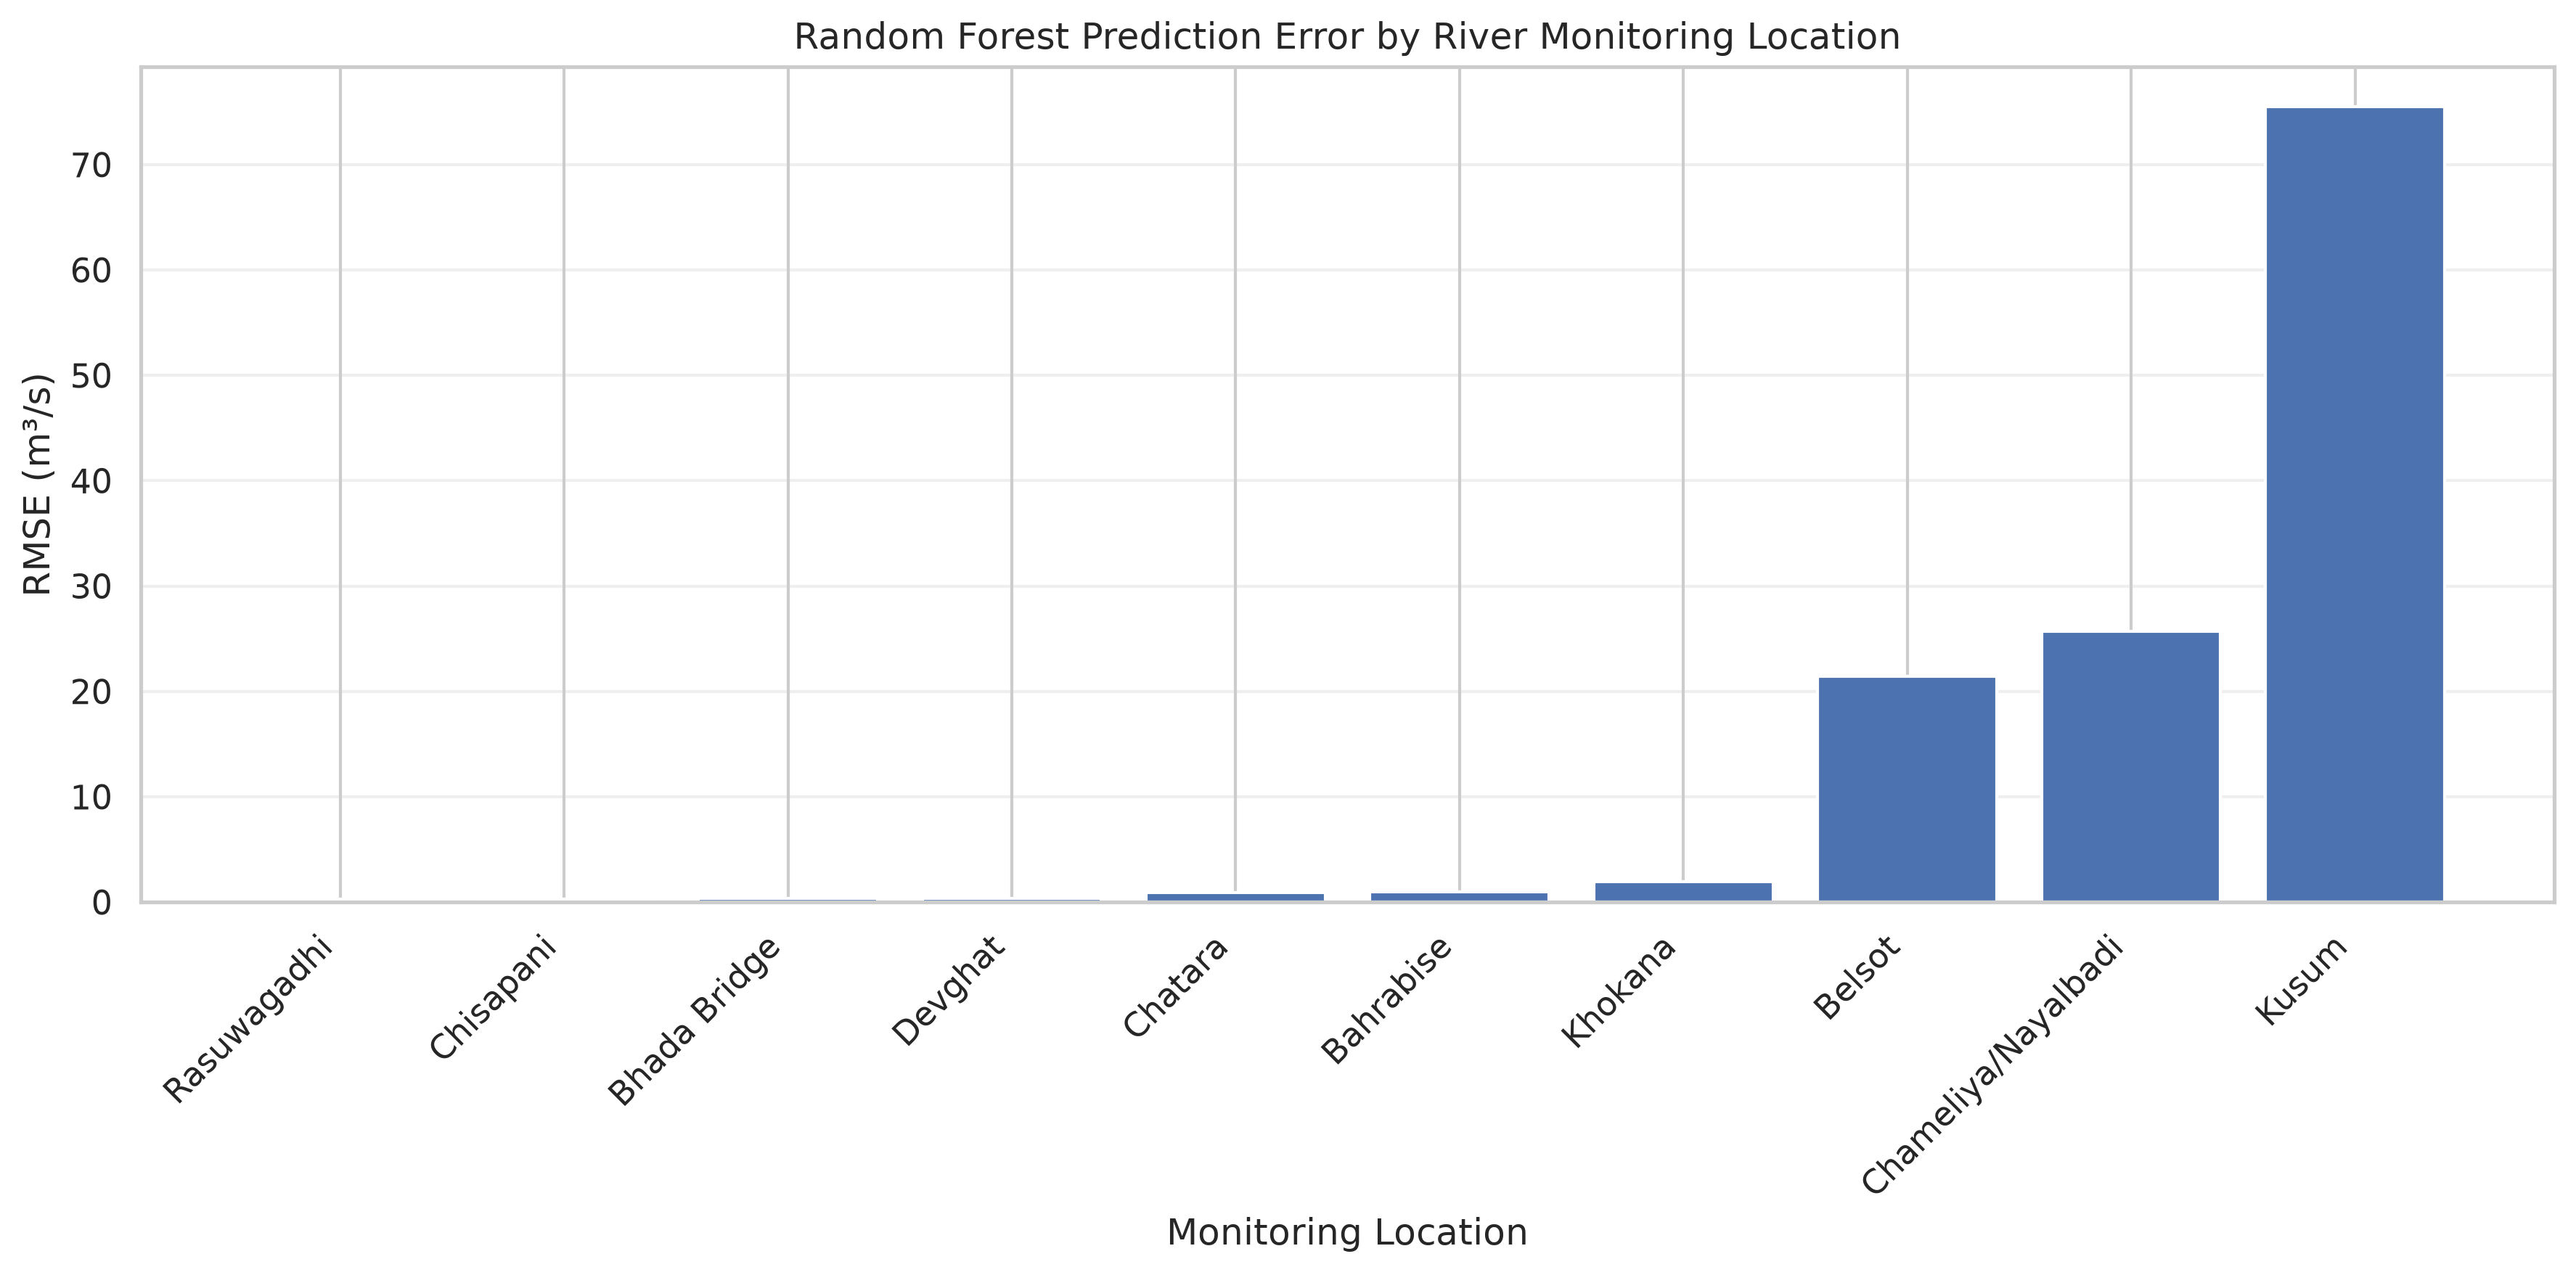 Random Forest Prediction Error by River Monitoring Location
RMSE (m³/s)
70
60
50
40
30
20
10
0
Rasuwagadhi
Chisapani
Bhada Bridge
Devghat
Chatara
Bahrabise
Khokana
Belsot
Chameliya/Nayalbadi
Kusum
Monitoring Location